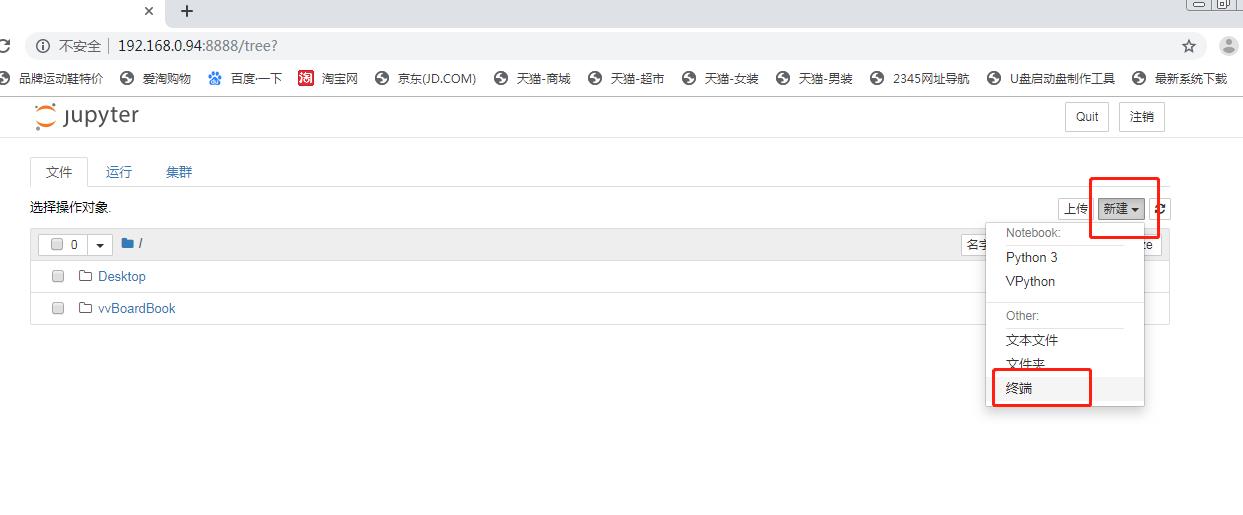 不安全 192.168.0.94:8888/tree?
品牌运动鞋特价 爱淘购物 百度一下 淘 淘宝网 京东(JD.COM) 天猫-商城 天猫-超市 天猫-女装 天猫-男装 2345网址导航 U盘启动盘制作工具 最新系统下载
jupyter Quit 注销
文件 运行 集群
选择操作对象. 上传 新建
0 / 名字 ze
Notebook:
Python 3
Desktop
VPython
vvBoardBook
Other:
文本文件
文件夹
终端